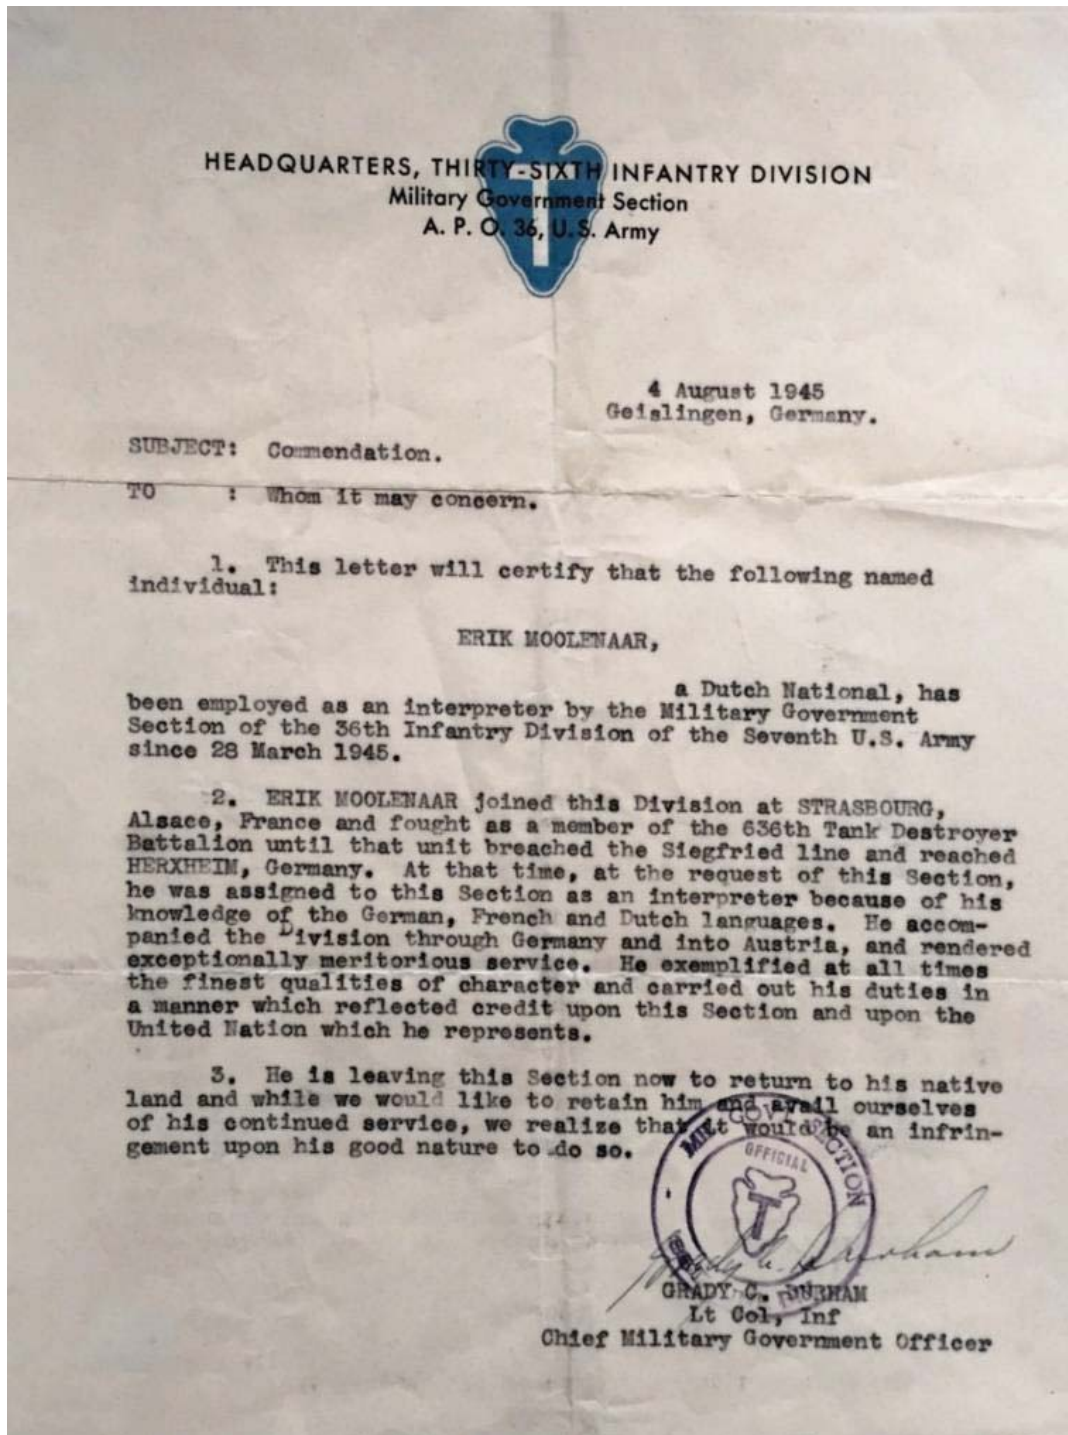 HEADQUARTERS, THIRTY-SIXTH INFANTRY DIVISION
Military Government Section
A. P. O. 36, U.S. Army
4 August 1945
Geislingen, Germany.
SUBJECT: Commendation.
TO : Whom it may concern.
1. This letter will certify that the following named
individual:
ERIK MOOLENAAR,
a Dutch National, has
been employed as an interpreter by the Military Government
Section of the 36th Infantry Division of the Seventh U.S. Army
since 28 March 1945.
2. ERIK MOOLENAAR joined this Division at STRASBOURG,
Alsace, France and fought as a member of the 636th Tank Destroyer
Battalion until that unit breached the Siegfried line and reached
HERXHEIM, Germany. At that time, at the request of this Section,
he was assigned to this Section as an interpreter because of his
knowledge of the German, French and Dutch languages. He accom-
panied the Division through Germany and into Austria, and rendered
exceptionally meritorious service. He exemplified at all times
the finest qualities of character and carried out his duties in
a manner which reflected credit upon this Section and upon the
United Nation which he represents.
3. He is leaving this Section now to return to his native
land and while we would like to retain him and avail ourselves
of his continued service, we realize that it would be an infrin-
gement upon his good nature to do so.
MIL GOVT SECTION
OFFICIAL
T
Grady C. Durham
GRADY C. DURHAM
Lt Col, Inf
Chief Military Government Officer